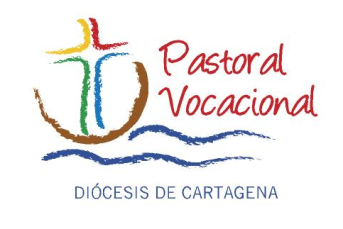 Pastoral
Vocacional
DIÓCESIS DE CARTAGENA